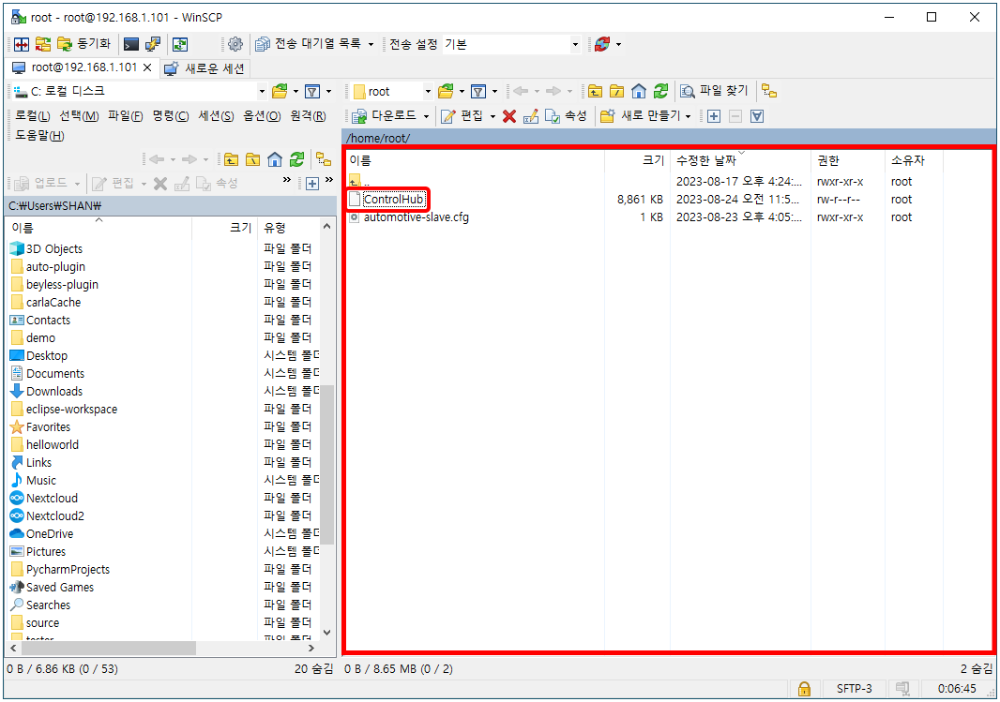 root - root@192.168.1.101 - WinSCP
동기화 전송 대기열 목록 전송 설정 기본
root@192.168.1.101 새로운 세션
C: 로컬 디스크
로컬(L) 선택(M) 파일(F) 명령(C) 세션(S) 옵션(O) 원격(R)
도움말(H)
업로드 편집 속성
C:\Users\SHAN\
이름 크기 유형
3D Objects 파일 폴더
auto-plugin 파일 폴더
beyless-plugin 파일 폴더
carlaCache 파일 폴더
Contacts 파일 폴더
demo 파일 폴더
Desktop 시스템 폴더
Documents 시스템 폴더
Downloads 시스템 폴더
eclipse-workspace 파일 폴더
Favorites 파일 폴더
helloworld 파일 폴더
Links 파일 폴더
Music 시스템 폴더
Nextcloud 파일 폴더
Nextcloud2 파일 폴더
OneDrive 시스템 폴더
Pictures 시스템 폴더
PycharmProjects 파일 폴더
Saved Games 파일 폴더
Searches 파일 폴더
source 파일 폴더
tester 파일 폴더
0 B / 6.86 KB (0 / 53) 20 숨김
root 파일 찾기
다운로드 편집 속성 새로 만들기
/home/root/
이름 크기 수정한 날짜 권한 소유자
.. 2023-08-17 오후 4:24:... rwxr-xr-x root
ControlHub 8,861 KB 2023-08-24 오전 11:5... rw-r--r-- root
automotive-slave.cfg 1 KB 2023-08-23 오후 4:05:... rwxr-xr-x root
0 B / 8.65 MB (0 / 2) 2 숨김
SFTP-3 0:06:45